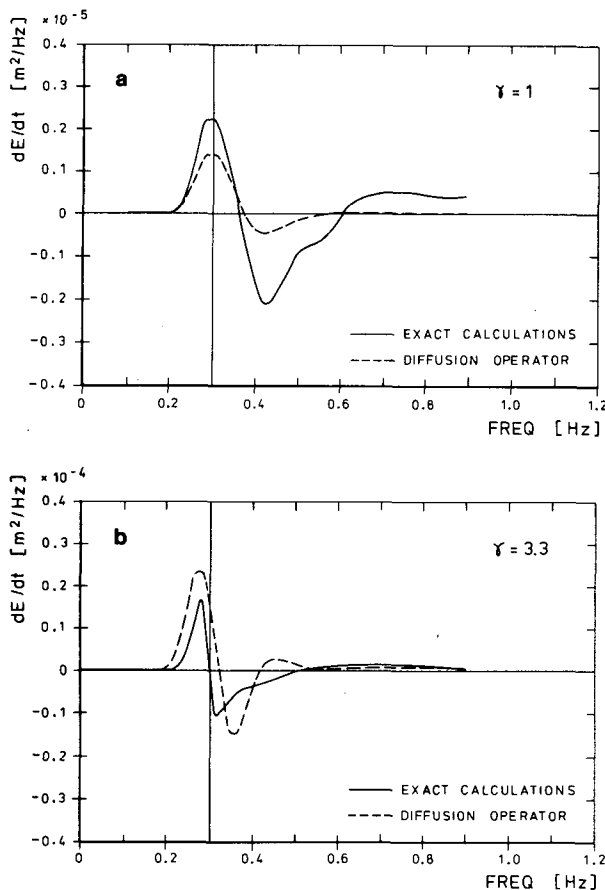 × 10⁻⁵
dE/dt [m²/Hz]
0.4
0.3
0.2
0.1
0
−0.1
−0.2
−0.3
−0.4
a
ɣ = 1
EXACT CALCULATIONS
DIFFUSION OPERATOR
0 0.2 0.4 0.6 0.8 1.0 1.2
FREQ [Hz]
× 10⁻⁴
dE/dt [m²/Hz]
0.4
0.3
0.2
0.1
0
−0.1
−0.2
−0.3
−0.4
b
ɣ = 3.3
EXACT CALCULATIONS
DIFFUSION OPERATOR
0 0.2 0.4 0.6 0.8 1.0 1.2
FREQ [Hz]